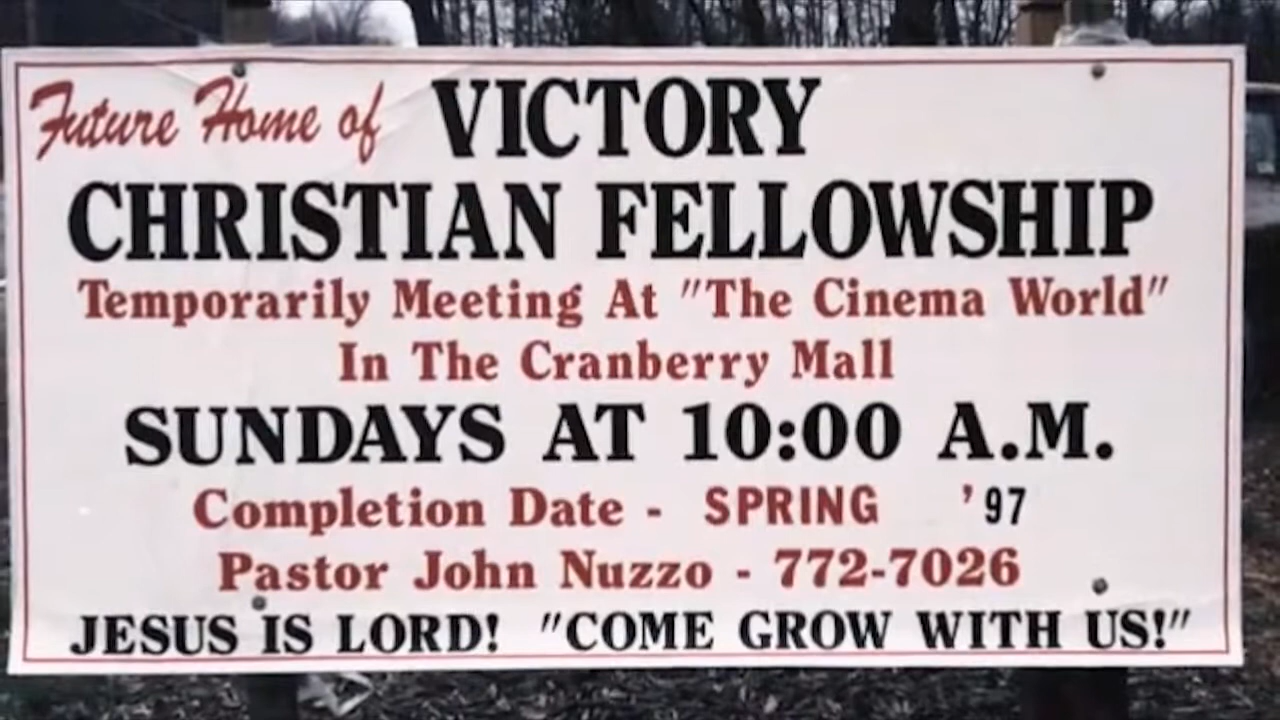 Future Home of VICTORY
CHRISTIAN FELLOWSHIP
Temporarily Meeting At "The Cinema World"
In The Cranberry Mall
SUNDAYS AT 10:00 A.M.
Completion Date - SPRING '97
Pastor John Nuzzo - 772-7026
JESUS IS LORD! "COME GROW WITH US!"